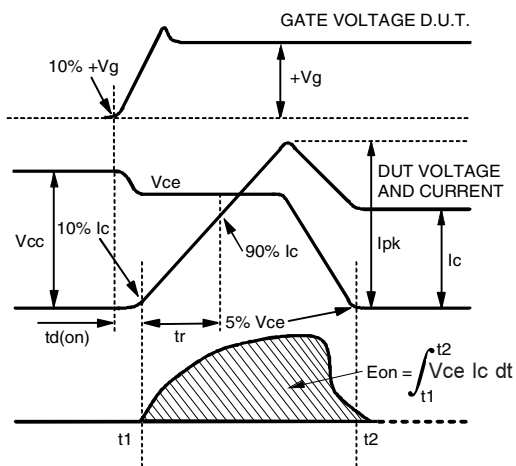 GATE VOLTAGE D.U.T.
10% +Vg
+Vg
Vce
DUT VOLTAGE
AND CURRENT
10% Ic
Vcc
90% Ic
Ipk
Ic
td(on)
tr
5% Vce
Eon = ∫ Vce Ic dt
t2
t1
t1
t2